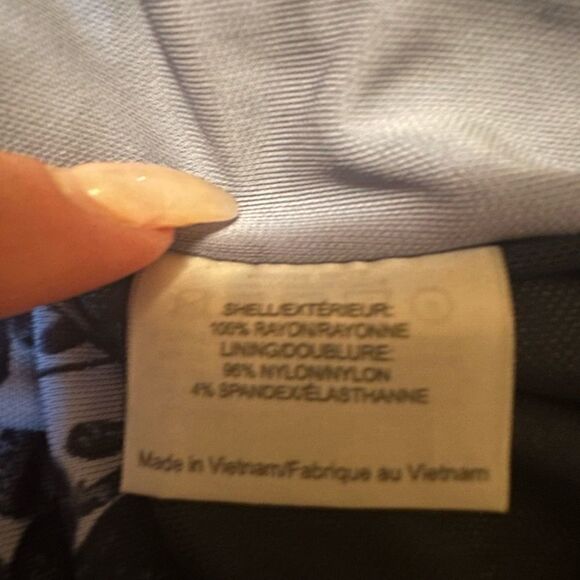 SHELL/EXTÉRIEUR:
100% RAYON/RAYONNE
LINING/DOUBLURE:
96% NYLON/NYLON
4% SPANDEX/ÉLASTHANNE
Made in Vietnam/Fabriqué au Vietnam